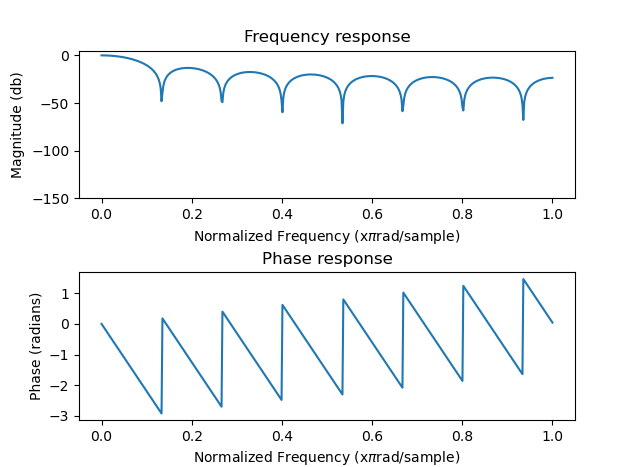 Frequency response
Magnitude (db)
0
−50
−100
−150
0.0 0.2 0.4 0.6 0.8 1.0
Normalized Frequency (xπrad/sample)
Phase response
Phase (radians)
1
0
−1
−2
−3
0.0 0.2 0.4 0.6 0.8 1.0
Normalized Frequency (xπrad/sample)